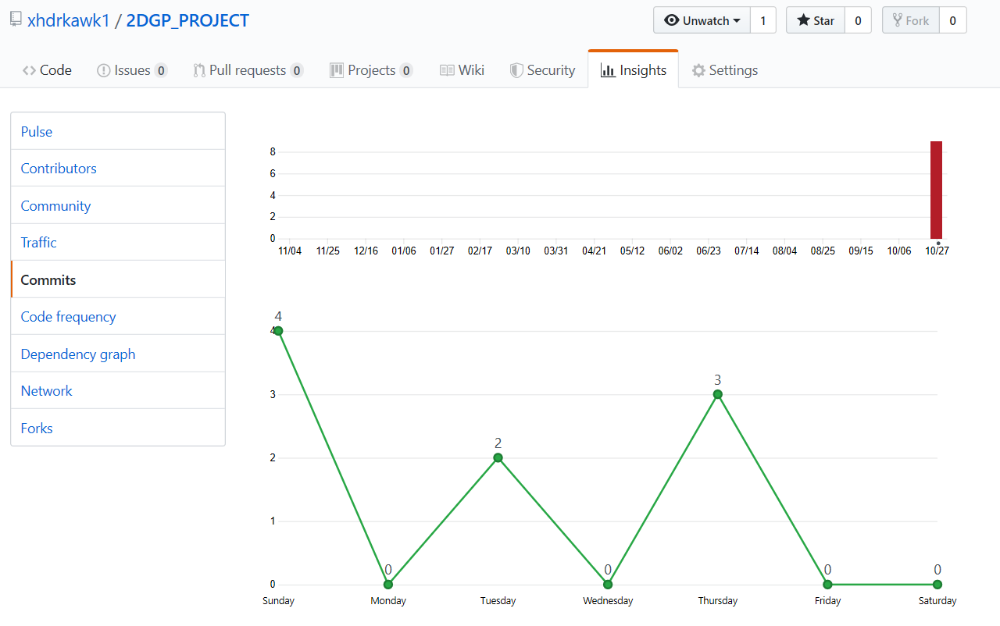 xhdrkawk1 / 2DGP_PROJECT
Unwatch 1 Star 0 Fork 0
Code Issues 0 Pull requests 0 Projects 0 Wiki Security Insights Settings
Pulse
Contributors
Community
Traffic
Commits
Code frequency
Dependency graph
Network
Forks
8
6
4
2
0
11/04 11/25 12/16 01/06 01/27 02/17 03/10 03/31 04/21 05/12 06/02 06/23 07/14 08/04 08/25 09/15 10/06 10/27
4
4
3
3
2
2
1
0 0 0 0
0
Sunday Monday Tuesday Wednesday Thursday Friday Saturday